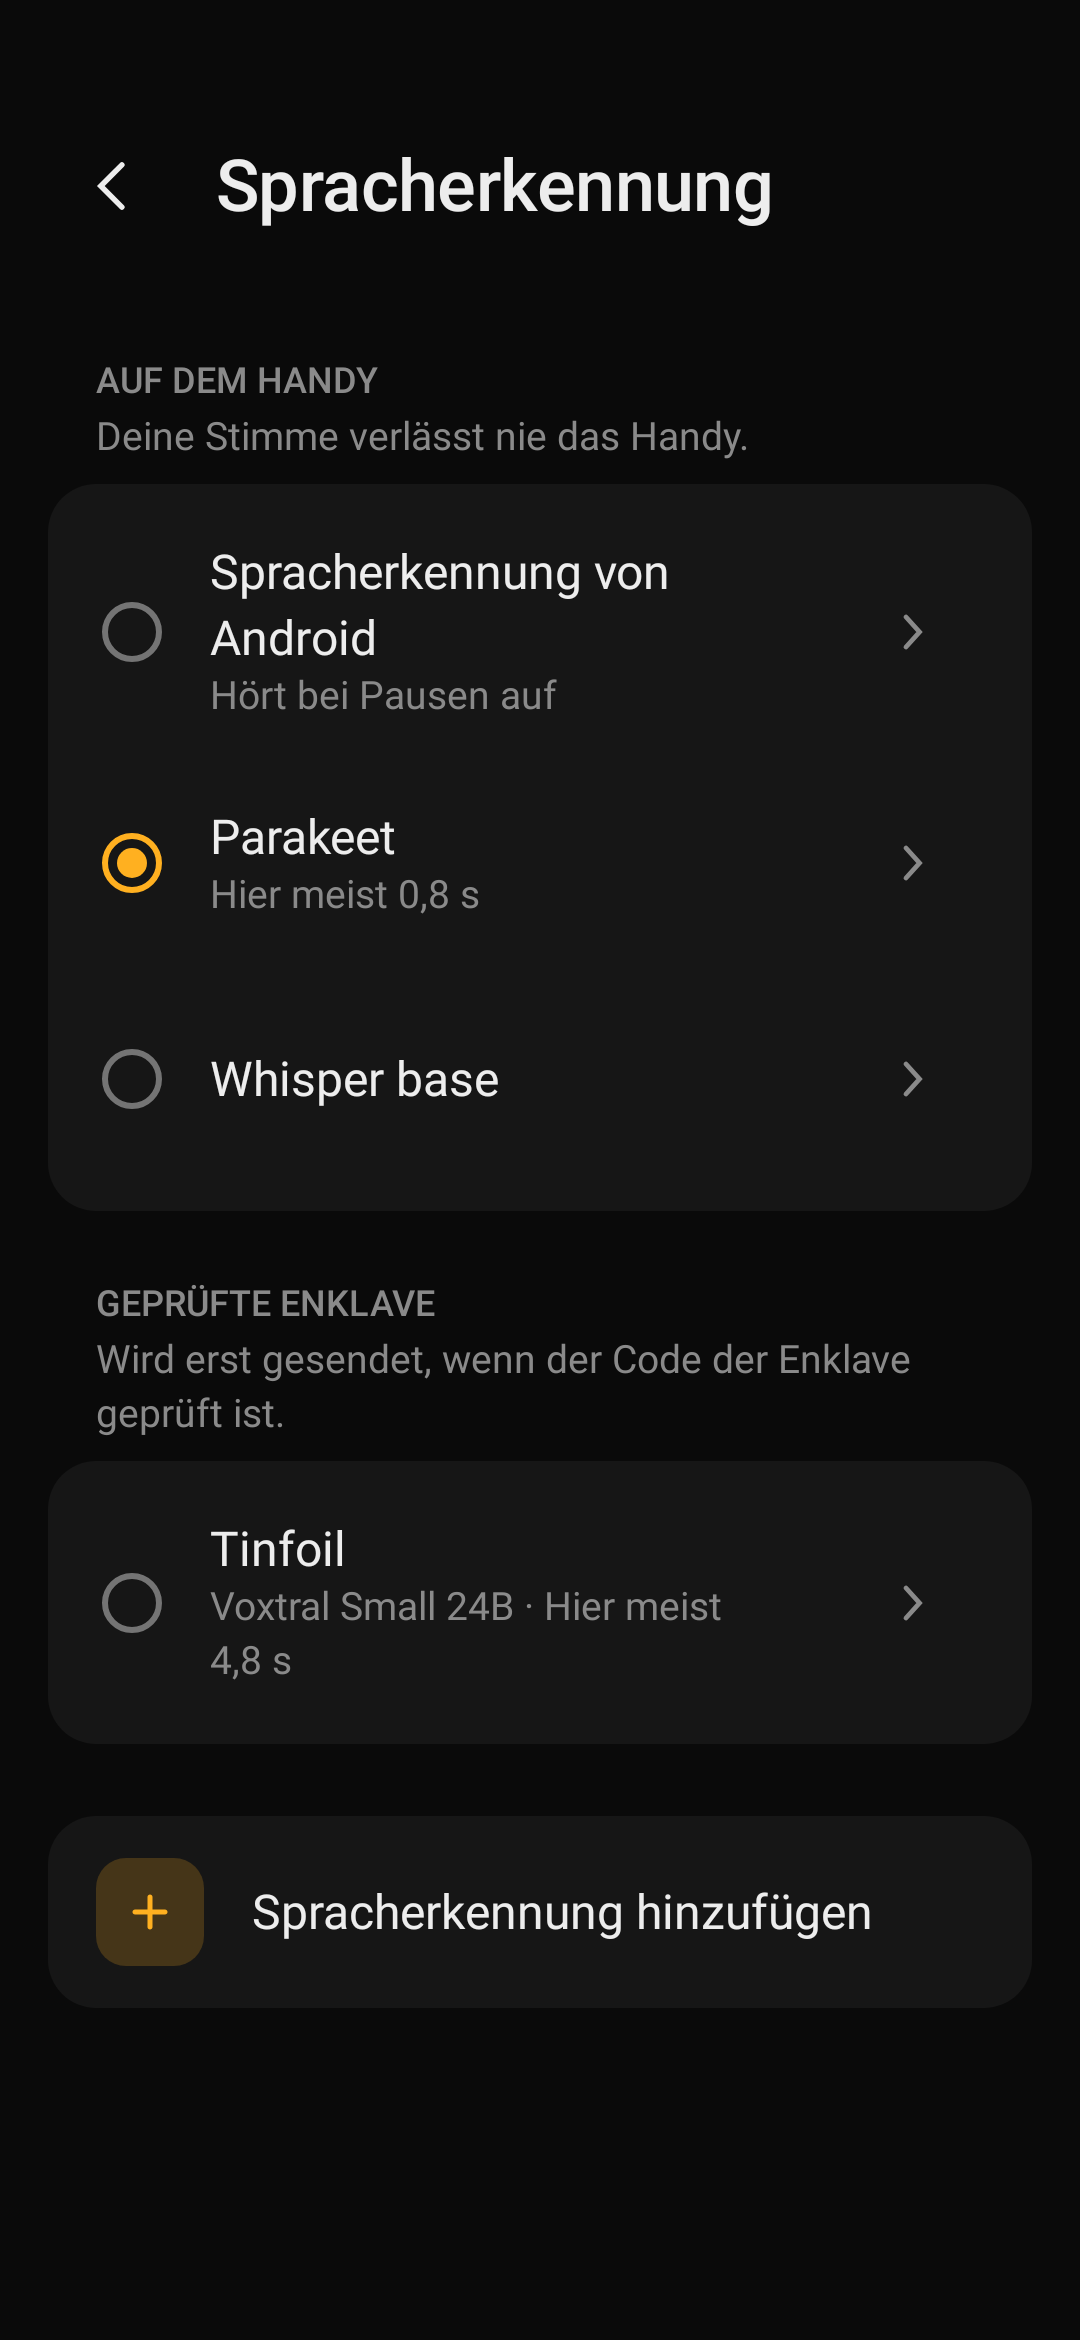 Spracherkennung
AUF DEM HANDY
Deine Stimme verlässt nie das Handy.
Spracherkennung von
Android
Hört bei Pausen auf
Parakeet
Hier meist 0,8 s
Whisper base
GEPRÜFTE ENKLAVE
Wird erst gesendet, wenn der Code der Enklave
geprüft ist.
Tinfoil
Voxtral Small 24B · Hier meist
4,8 s
Spracherkennung hinzufügen